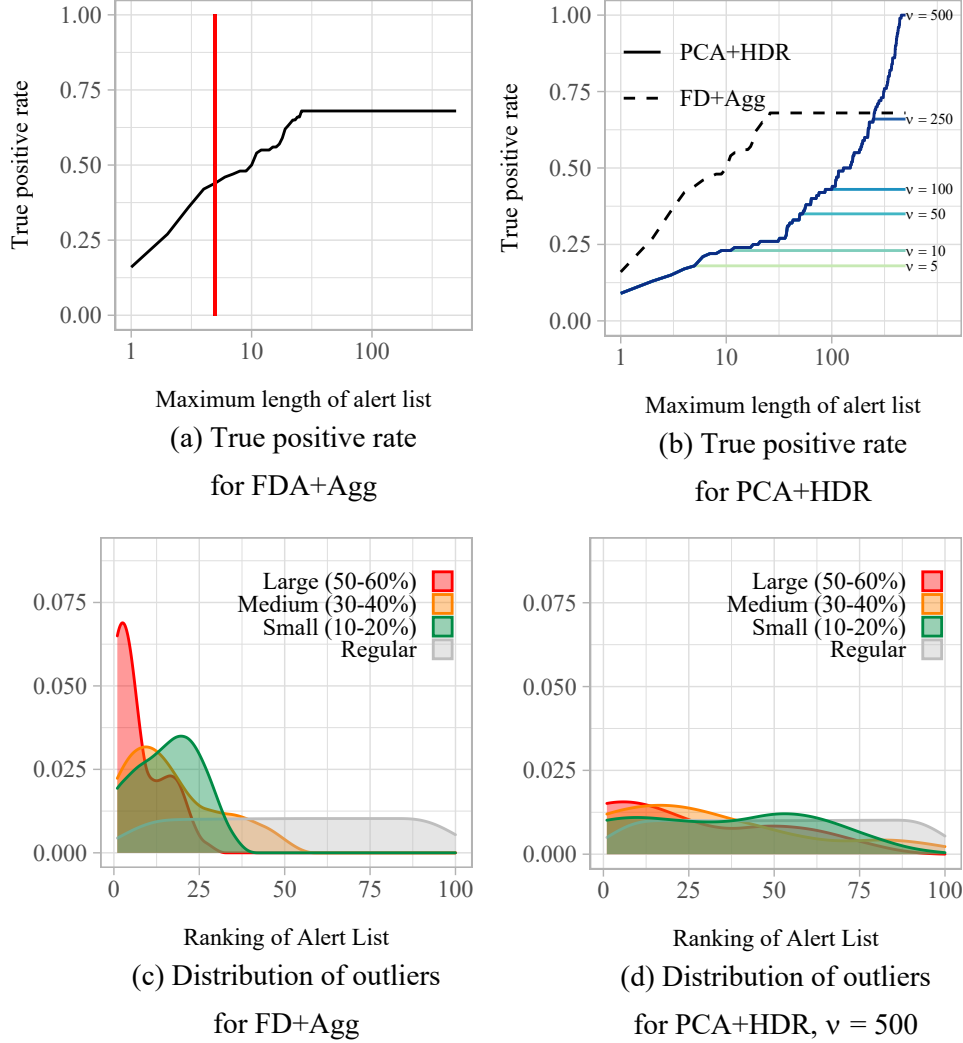 True positive rate
1.00
0.75
0.50
0.25
0.00
1
10
100
Maximum length of alert list
(a) True positive rate
for FDA+Agg
True positive rate
1.00
0.75
0.50
0.25
0.00
PCA+HDR
FD+Agg
ν = 500
ν = 250
ν = 100
ν = 50
ν = 10
ν = 5
1
10
100
Maximum length of alert list
(b) True positive rate
for PCA+HDR
0.075
0.050
0.025
0.000
Large (50-60%)
Medium (30-40%)
Small (10-20%)
Regular
0
25
50
75
100
Ranking of Alert List
(c) Distribution of outliers
for FD+Agg
0.075
0.050
0.025
0.000
Large (50-60%)
Medium (30-40%)
Small (10-20%)
Regular
0
25
50
75
100
Ranking of Alert List
(d) Distribution of outliers
for PCA+HDR, ν = 500